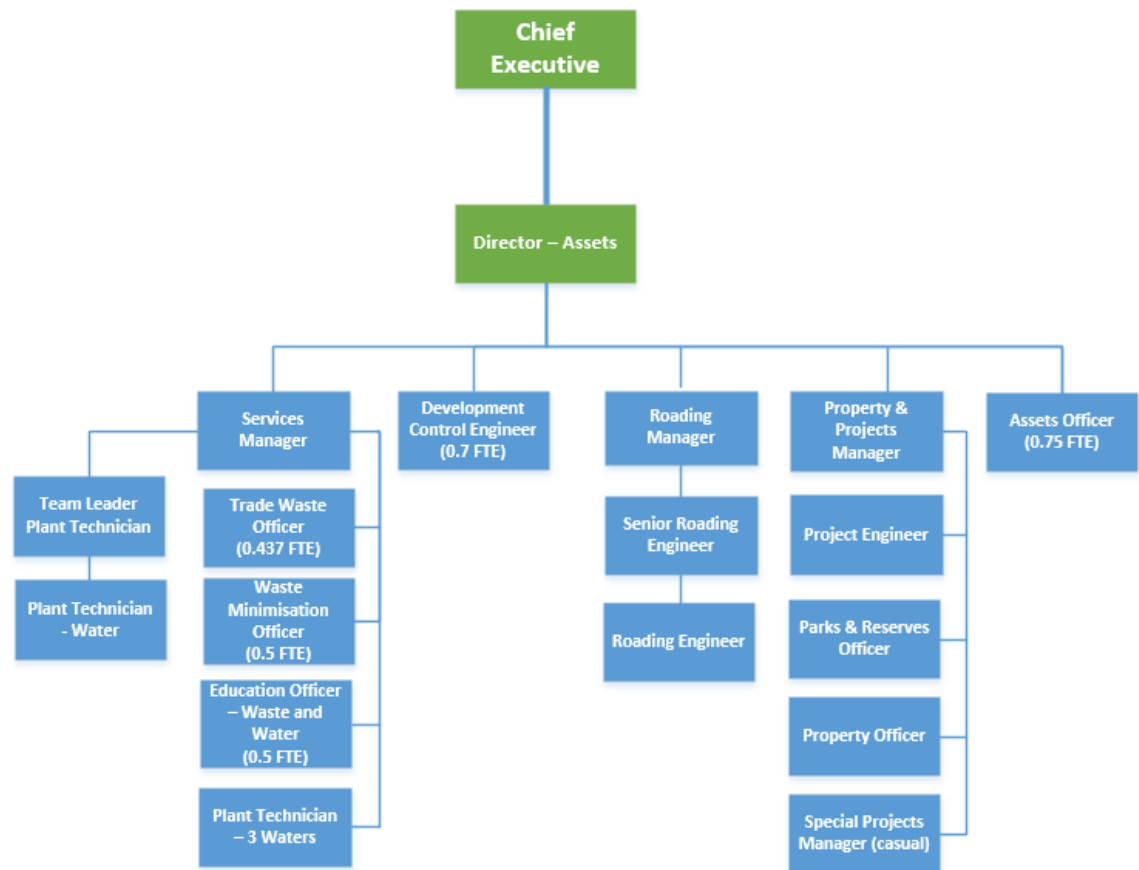 Chief
Executive
Director – Assets
Services
Manager
Development
Control Engineer
(0.7 FTE)
Roading
Manager
Property &
Projects
Manager
Assets Officer
(0.75 FTE)
Team Leader
Plant Technician
Plant Technician
- Water
Trade Waste
Officer
(0.437 FTE)
Waste
Minimisation
Officer
(0.5 FTE)
Education Officer
– Waste and
Water
(0.5 FTE)
Plant Technician
– 3 Waters
Senior Roading
Engineer
Roading Engineer
Project Engineer
Parks & Reserves
Officer
Property Officer
Special Projects
Manager (casual)